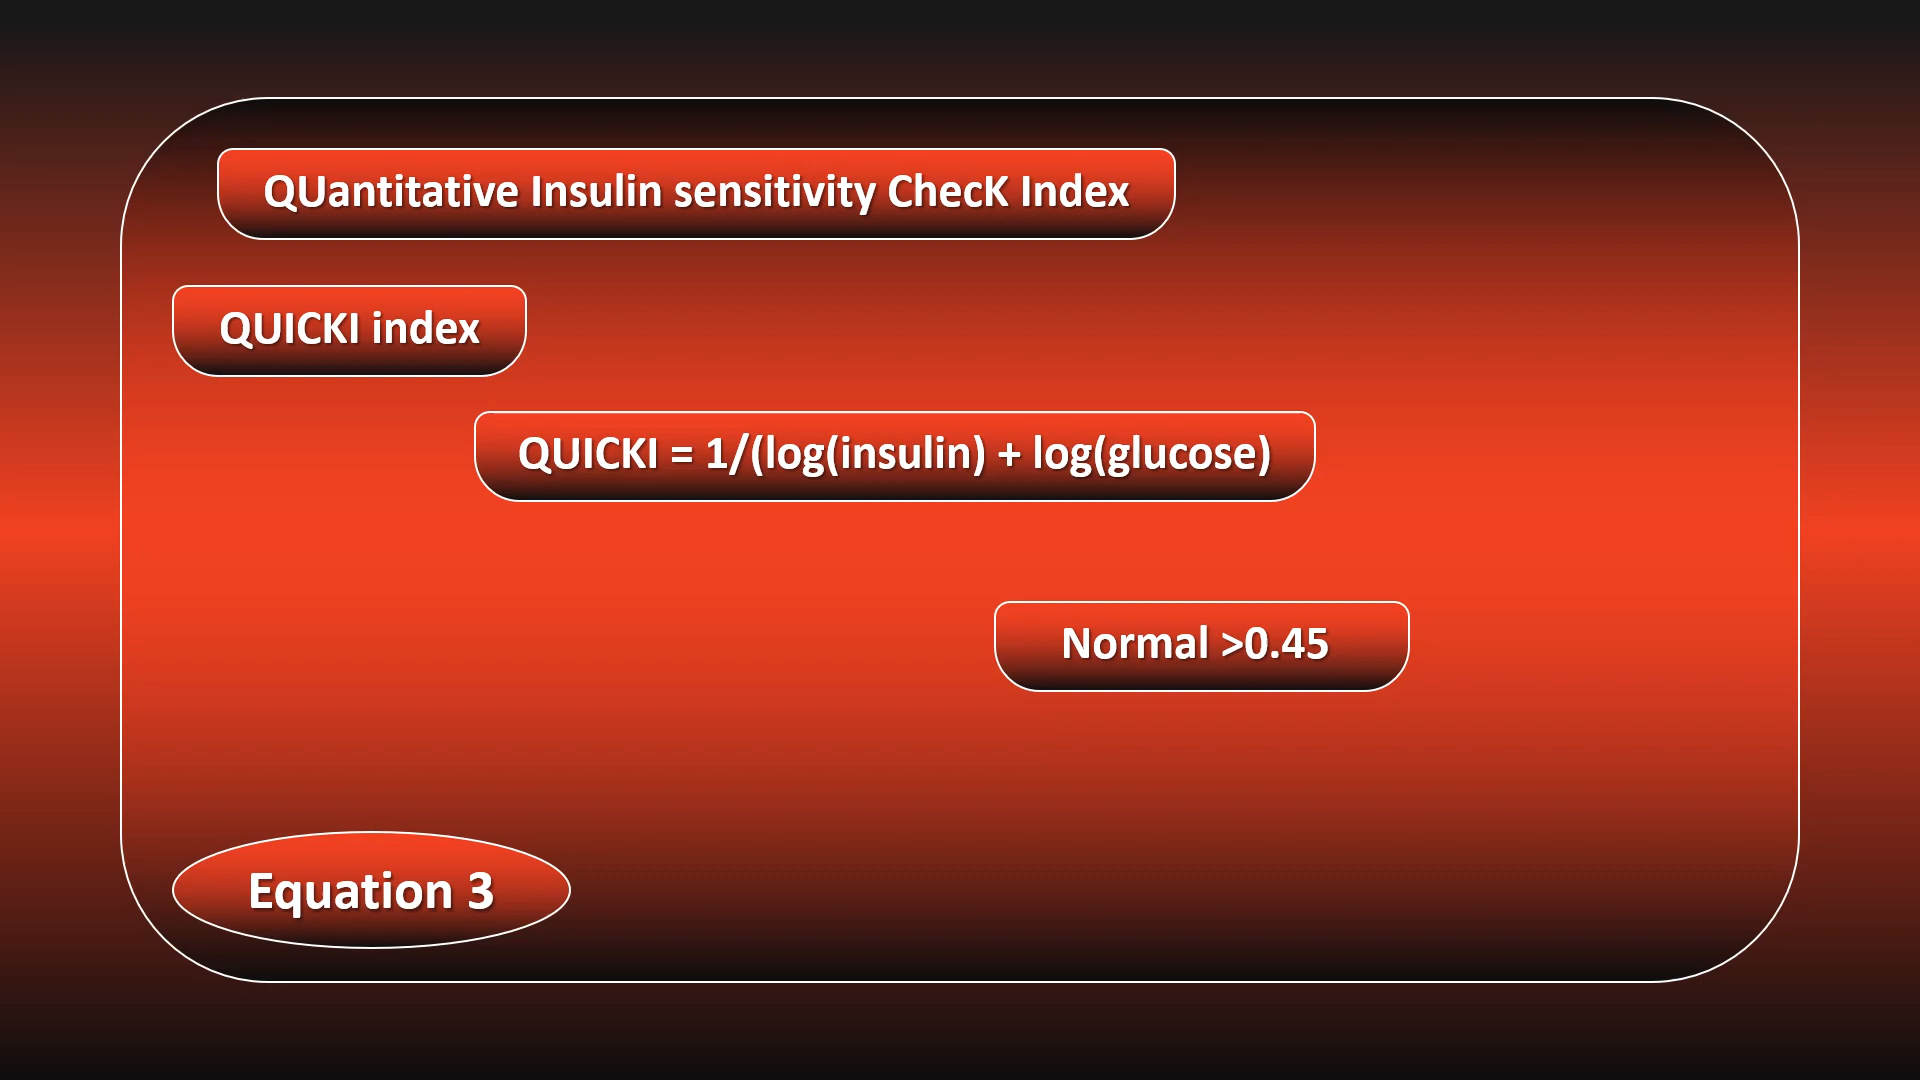 QUantitative Insulin sensitivity ChecK Index
QUICKI index
QUICKI = 1/(log(insulin) + log(glucose)
Normal >0.45
Equation 3